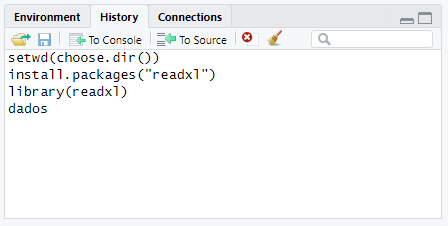 Environment History Connections
To Console To Source
setwd(choose.dir())
install.packages("readxl")
library(readxl)
dados